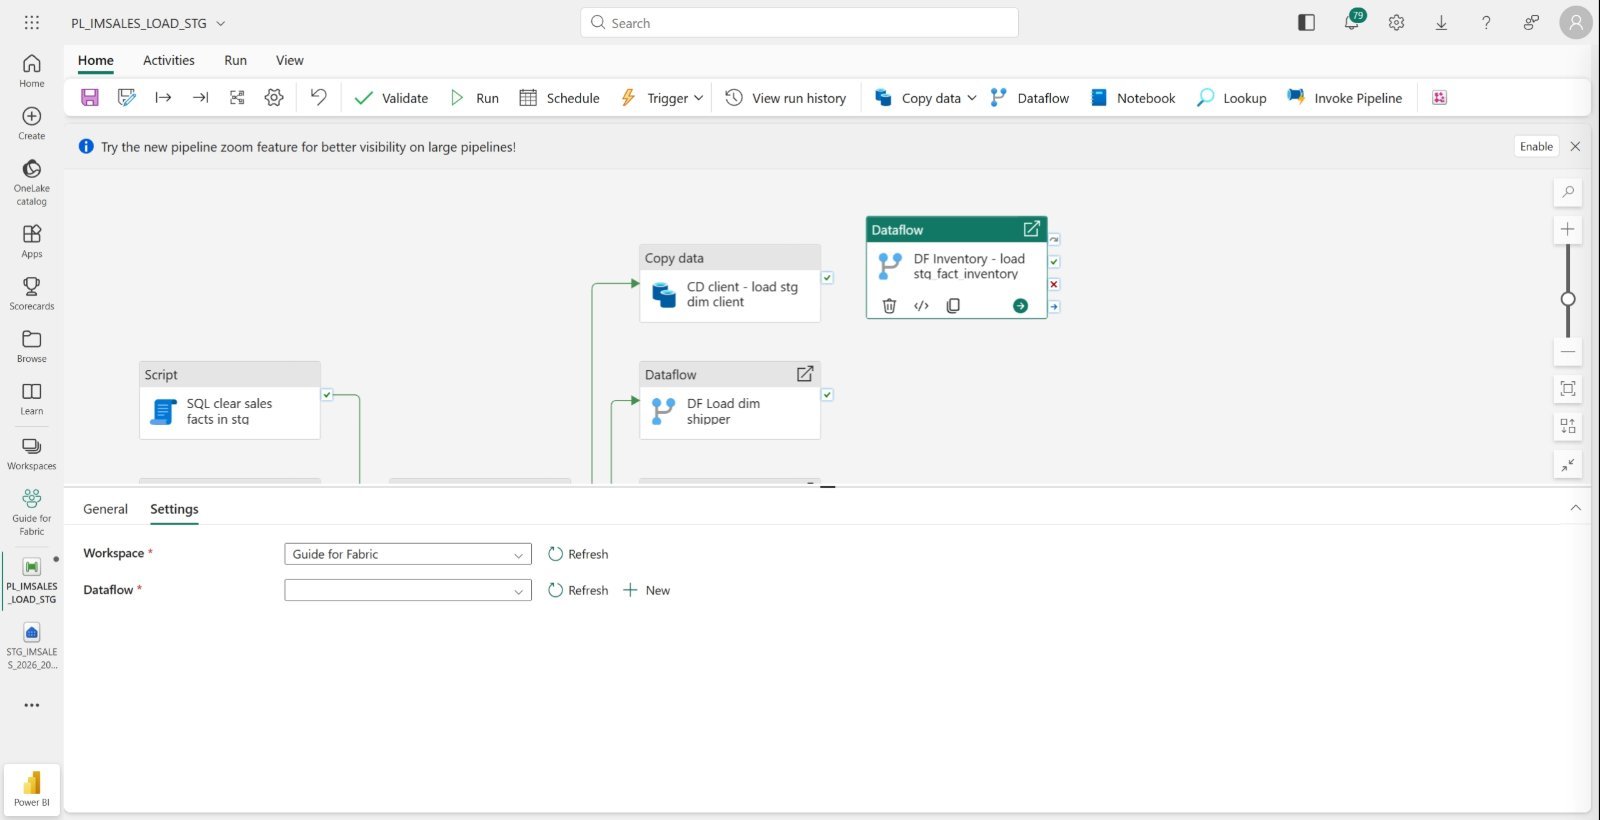 PL_IMSALES_LOAD_STG
Search
79
Home
Activities
Run
View
Validate
Run
Schedule
Trigger
View run history
Copy data
Dataflow
Notebook
Lookup
Invoke Pipeline
Try the new pipeline zoom feature for better visibility on large pipelines!
Enable
Home
Create
OneLake
catalog
Apps
Scorecards
Browse
Learn
Workspaces
Guide for
Fabric
PL_IMSALES
_LOAD_STG
STG_IMSALE
S_2026_20...
Power BI
Script
SQL clear sales
facts in stg
Copy data
CD client - load stg
dim client
Dataflow
DF Load dim
shipper
Dataflow
DF Inventory - load
stg_fact_inventory
General
Settings
Workspace *
Guide for Fabric
Refresh
Dataflow *
Refresh
New